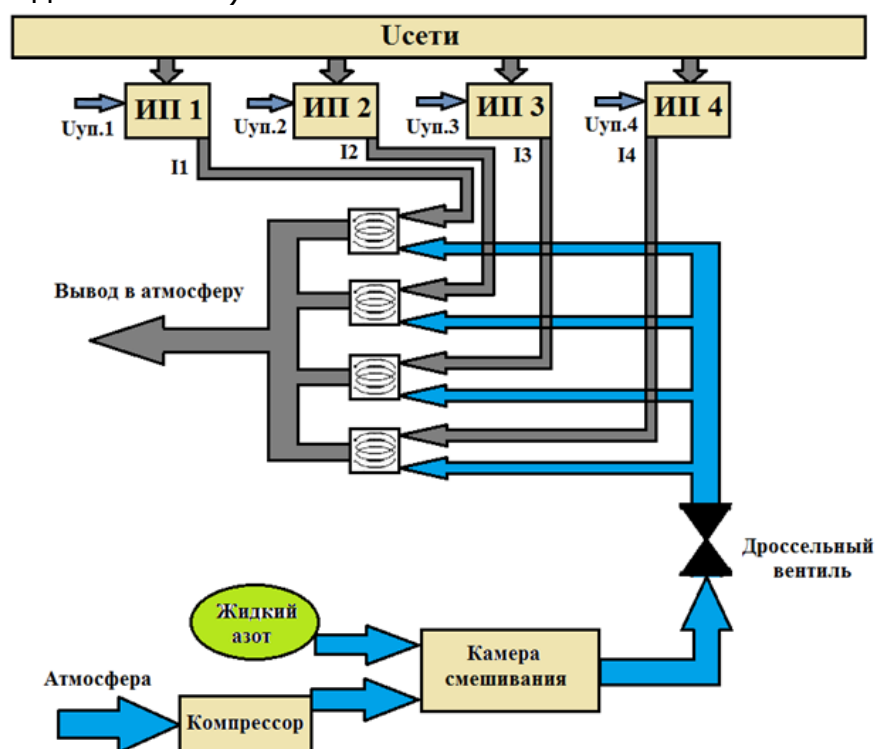 Uсети
ИП 1
ИП 2
ИП 3
ИП 4
Uуп.1
Uуп.2
Uуп.3
Uуп.4
I1
I2
I3
I4
Вывод в атмосферу
Дроссельный
вентиль
Жидкий
азот
Камера
смешивания
Атмосфера
Компрессор